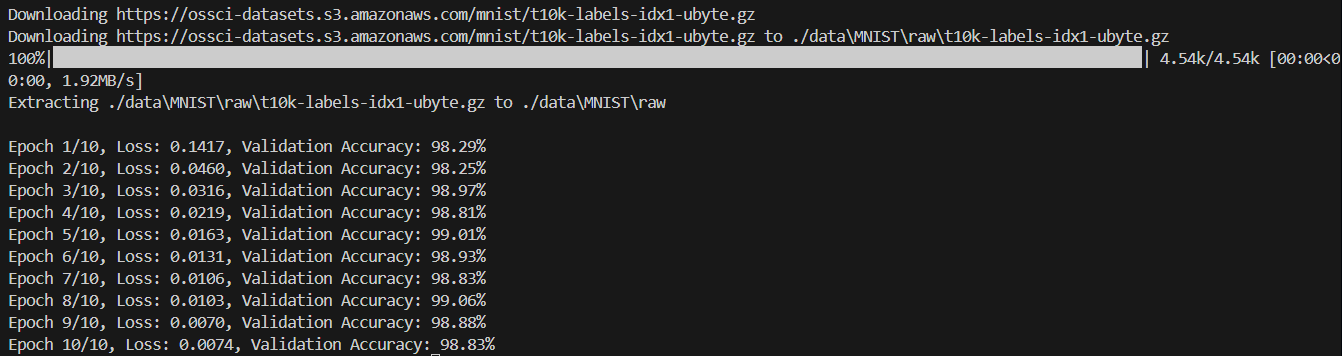 Downloading https://ossci-datasets.s3.amazonaws.com/mnist/t10k-labels-idx1-ubyte.gz
Downloading https://ossci-datasets.s3.amazonaws.com/mnist/t10k-labels-idx1-ubyte.gz to ./data\MNIST\raw\t10k-labels-idx1-ubyte.gz
100%| | 4.54k/4.54k [00:00<0
0:00, 1.92MB/s]
Extracting ./data\MNIST\raw\t10k-labels-idx1-ubyte.gz to ./data\MNIST\raw
Epoch 1/10, Loss: 0.1417, Validation Accuracy: 98.29%
Epoch 2/10, Loss: 0.0460, Validation Accuracy: 98.25%
Epoch 3/10, Loss: 0.0316, Validation Accuracy: 98.97%
Epoch 4/10, Loss: 0.0219, Validation Accuracy: 98.81%
Epoch 5/10, Loss: 0.0163, Validation Accuracy: 99.01%
Epoch 6/10, Loss: 0.0131, Validation Accuracy: 98.93%
Epoch 7/10, Loss: 0.0106, Validation Accuracy: 98.83%
Epoch 8/10, Loss: 0.0103, Validation Accuracy: 99.06%
Epoch 9/10, Loss: 0.0070, Validation Accuracy: 98.88%
Epoch 10/10, Loss: 0.0074, Validation Accuracy: 98.83%